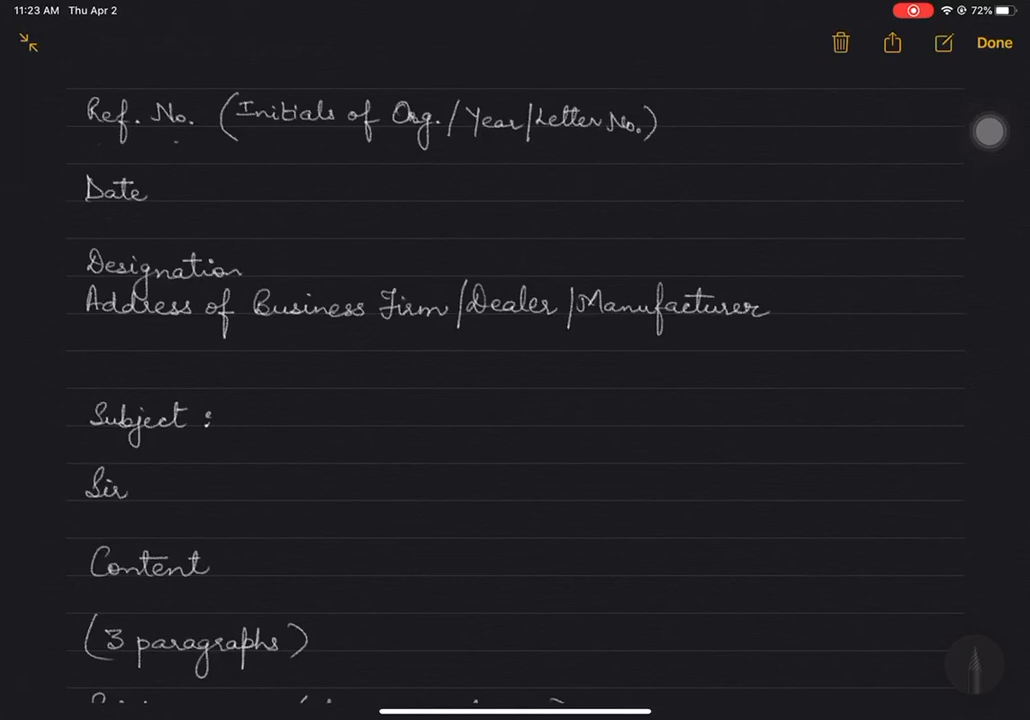 11:23 AM Thu Apr 2
72%
Done
Ref. No. (Initials of Org./Year/Letter No.)
Date
Designation
Address of Business Firm/Dealer/Manufacturer
Subject :
Sir
Content
(3 paragraphs)